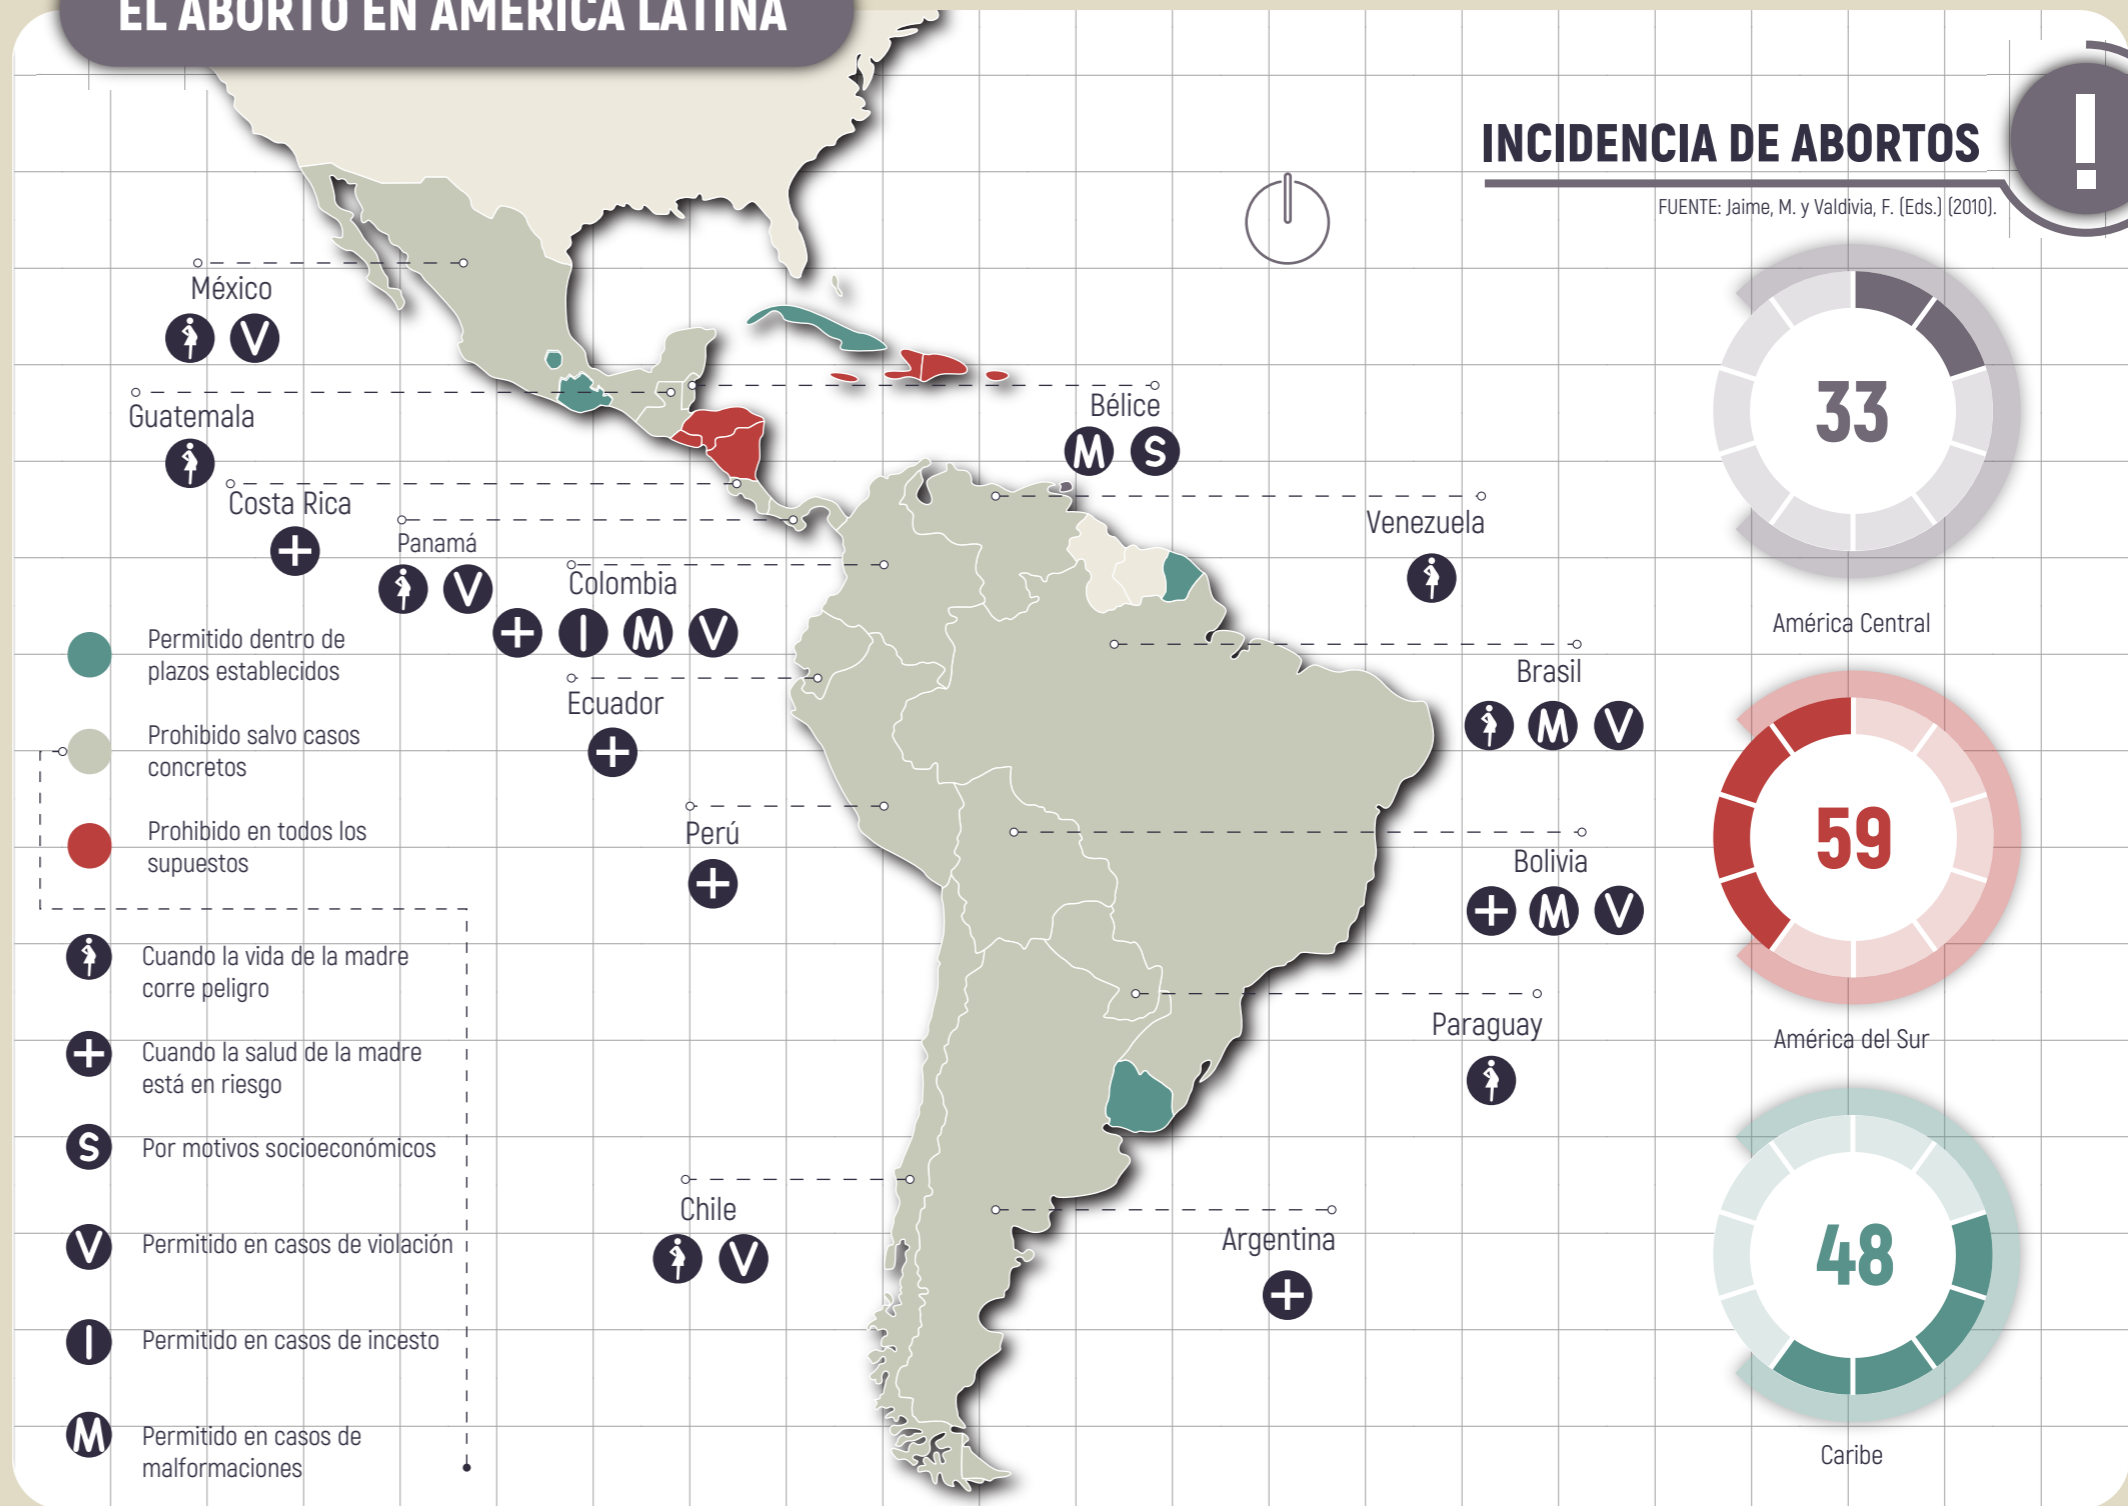 EL ABORTO EN AMÉRICA LATINA
INCIDENCIA DE ABORTOS
FUENTE: Jaime, M. y Valdivia, F. (Eds.) (2010).
México
V
Guatemala
Costa Rica
Panamá
V
Colombia
I M V
Ecuador
Perú
Chile
V
Bélice
M S
Venezuela
Brasil
M V
Bolivia
M V
Paraguay
Argentina
Permitido dentro de
plazos establecidos
Prohibido salvo casos
concretos
Prohibido en todos los
supuestos
Cuando la vida de la madre
corre peligro
Cuando la salud de la madre
está en riesgo
S
Por motivos socioeconómicos
V
Permitido en casos de violación
I
Permitido en casos de incesto
M
Permitido en casos de
malformaciones
33
América Central
59
América del Sur
48
Caribe